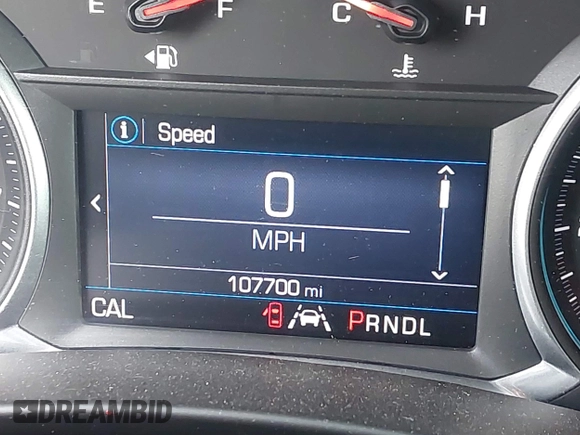 E F C H
Speed
0
MPH
107700 mi
CAL PRNDL
DREAMBID